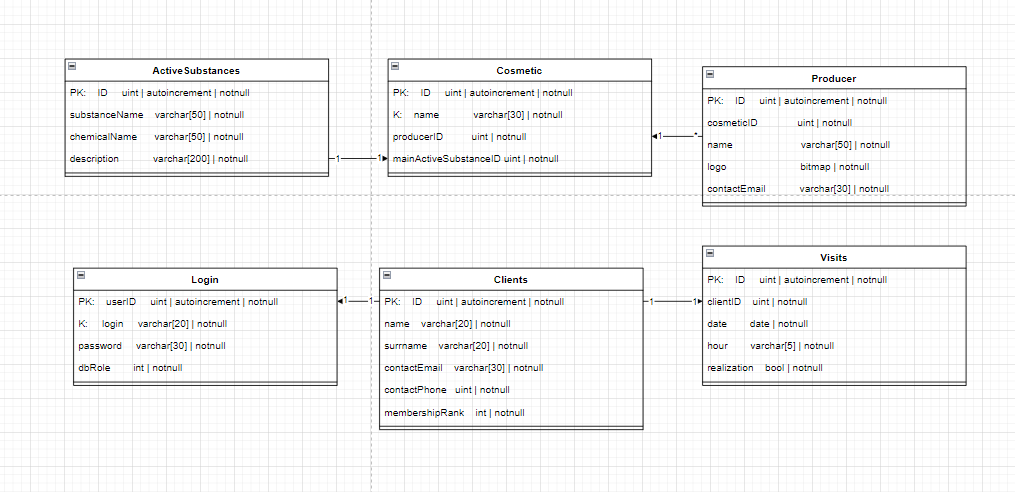 ActiveSubstances
PK: ID uint | autoincrement | notnull
substanceName varchar[50] | notnull
chemicalName varchar[50] | notnull
description varchar[200] | notnull
1 1
Cosmetic
PK: ID uint | autoincrement | notnull
K: name varchar[30] | notnull
producerID uint | notnull
mainActiveSubstanceID uint | notnull
1 *
Producer
PK: ID uint | autoincrement | notnull
cosmeticID uint | notnull
name varchar[50] | notnull
logo bitmap | notnull
contactEmail varchar[30] | notnull
Login
PK: userID uint | autoincrement | notnull
K: login varchar[20] | notnull
password varchar[30] | notnull
dbRole int | notnull
1 1
Clients
PK: ID uint | autoincrement | notnull
name varchar[20] | notnull
surrname varchar[20] | notnull
contactEmail varchar[30] | notnull
contactPhone uint | notnull
membershipRank int | notnull
1 1
Visits
PK: ID uint | autoincrement | notnull
clientID uint | notnull
date date | notnull
hour varchar[5] | notnull
realization bool | notnull